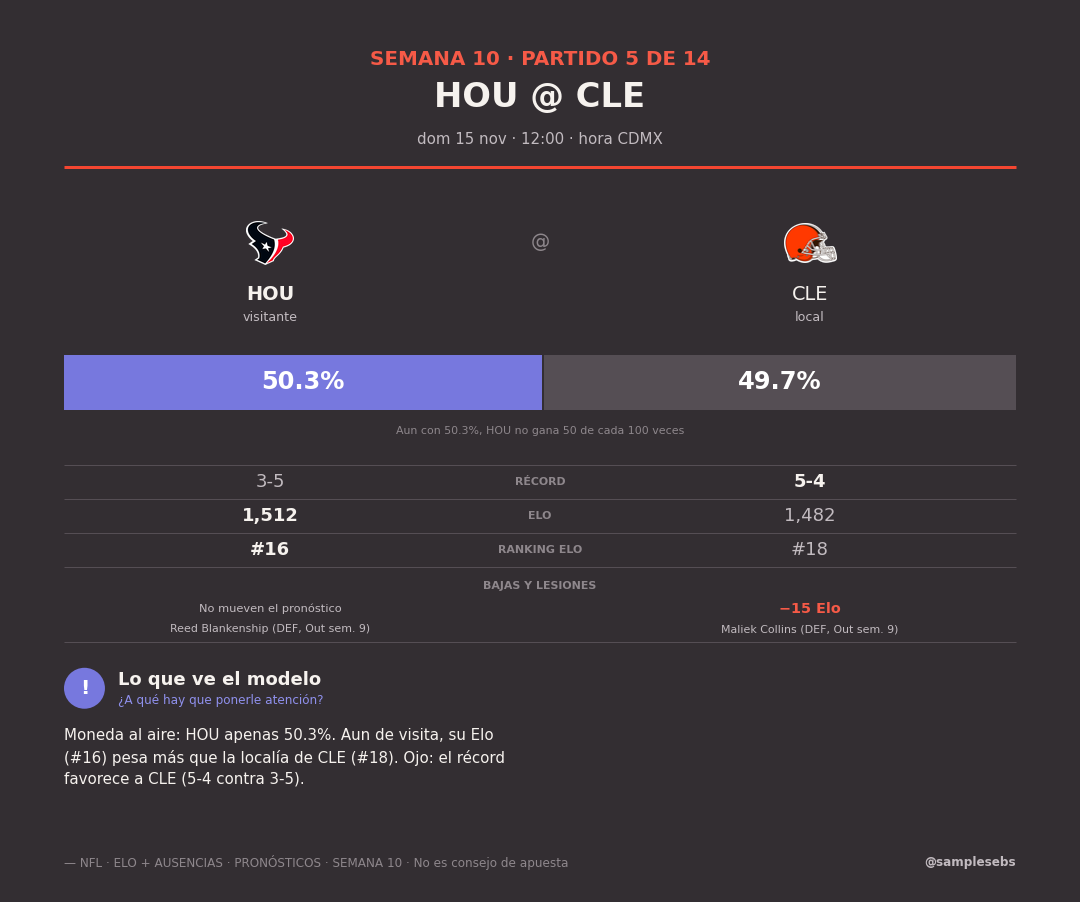 SEMANA 10 · PARTIDO 5 DE 14
HOU @ CLE
dom 15 nov · 12:00 · hora CDMX
@
HOU
CLE
visitante
local
50.3%
49.7%
Aun con 50.3%, HOU no gana 50 de cada 100 veces
3-5 RÉCORD 5-4
1,512 ELO 1,482
#16 RANKING ELO #18
BAJAS Y LESIONES
No mueven el pronóstico
−15 Elo
Reed Blankenship (DEF, Out sem. 9)
Maliek Collins (DEF, Out sem. 9)
!
Lo que ve el modelo
¿A qué hay que ponerle atención?
Moneda al aire: HOU apenas 50.3%. Aun de visita, su Elo
(#16) pesa más que la localía de CLE (#18). Ojo: el récord
favorece a CLE (5-4 contra 3-5).
— NFL · ELO + AUSENCIAS · PRONÓSTICOS · SEMANA 10 · No es consejo de apuesta
@samplesebs